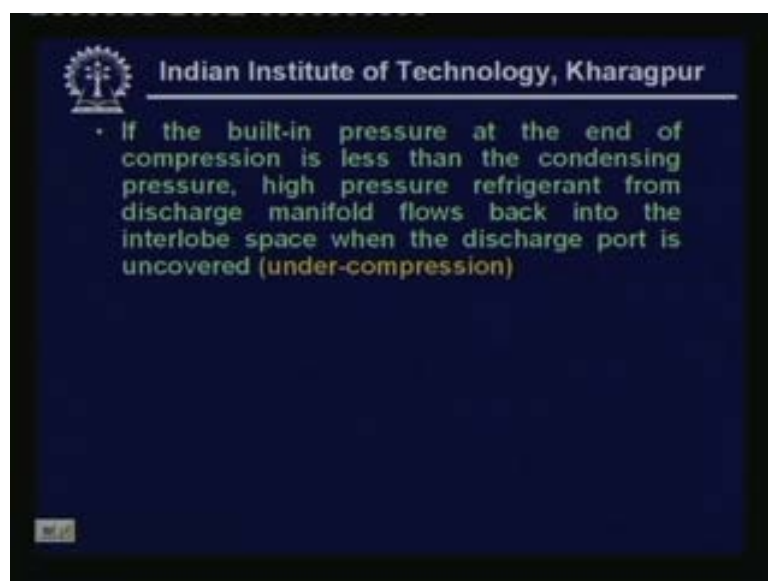 Indian Institute of Technology, Kharagpur
• If the built-in pressure at the end of
compression is less than the condensing
pressure, high pressure refrigerant from
discharge manifold flows back into the
interlobe space when the discharge port is
uncovered (under-compression)